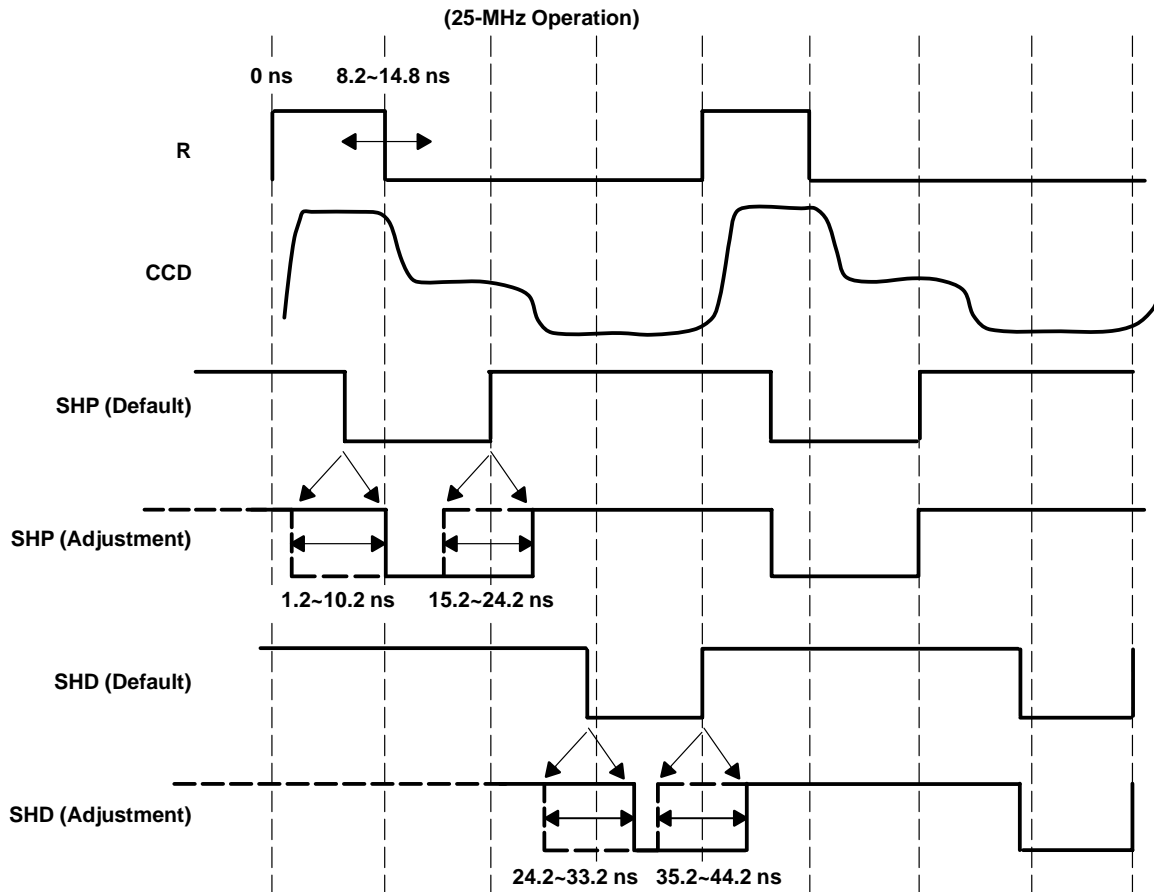 (25-MHz Operation)
0 ns 8.2~14.8 ns
R
CCD
SHP (Default)
SHP (Adjustment)
1.2~10.2 ns 15.2~24.2 ns
SHD (Default)
SHD (Adjustment)
24.2~33.2 ns 35.2~44.2 ns